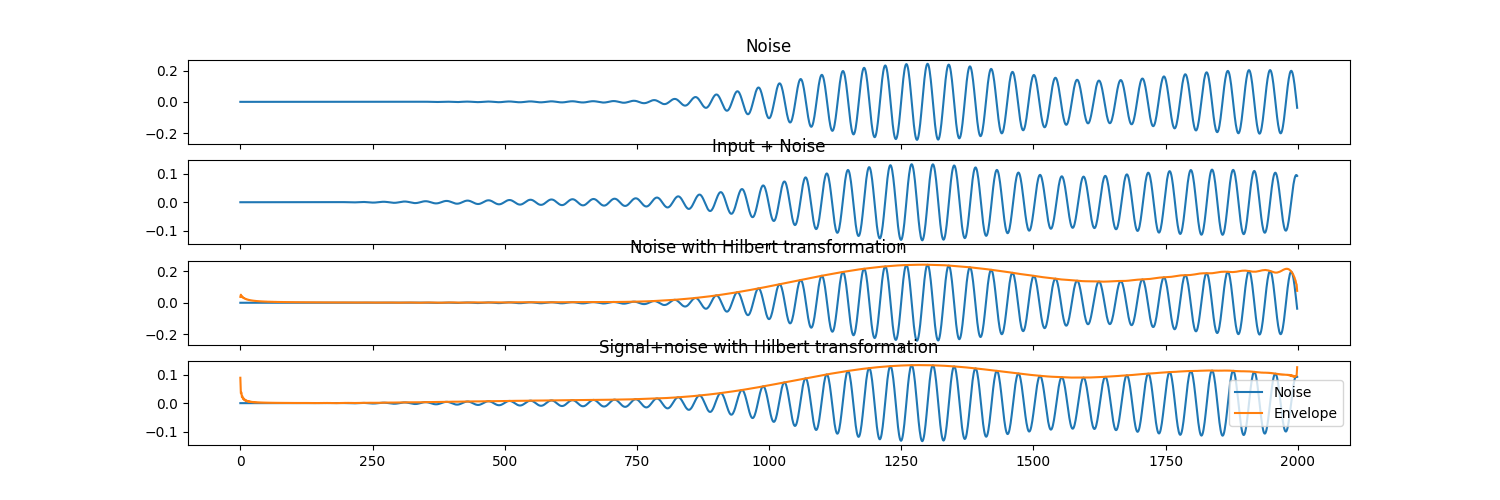 Noise
0.2
0.0
−0.2
Input + Noise
0.1
0.0
−0.1
Noise with Hilbert transformation
0.2
0.0
−0.2
Signal+noise with Hilbert transformation
0.1
0.0
−0.1
Noise
Envelope
0 250 500 750 1000 1250 1500 1750 2000